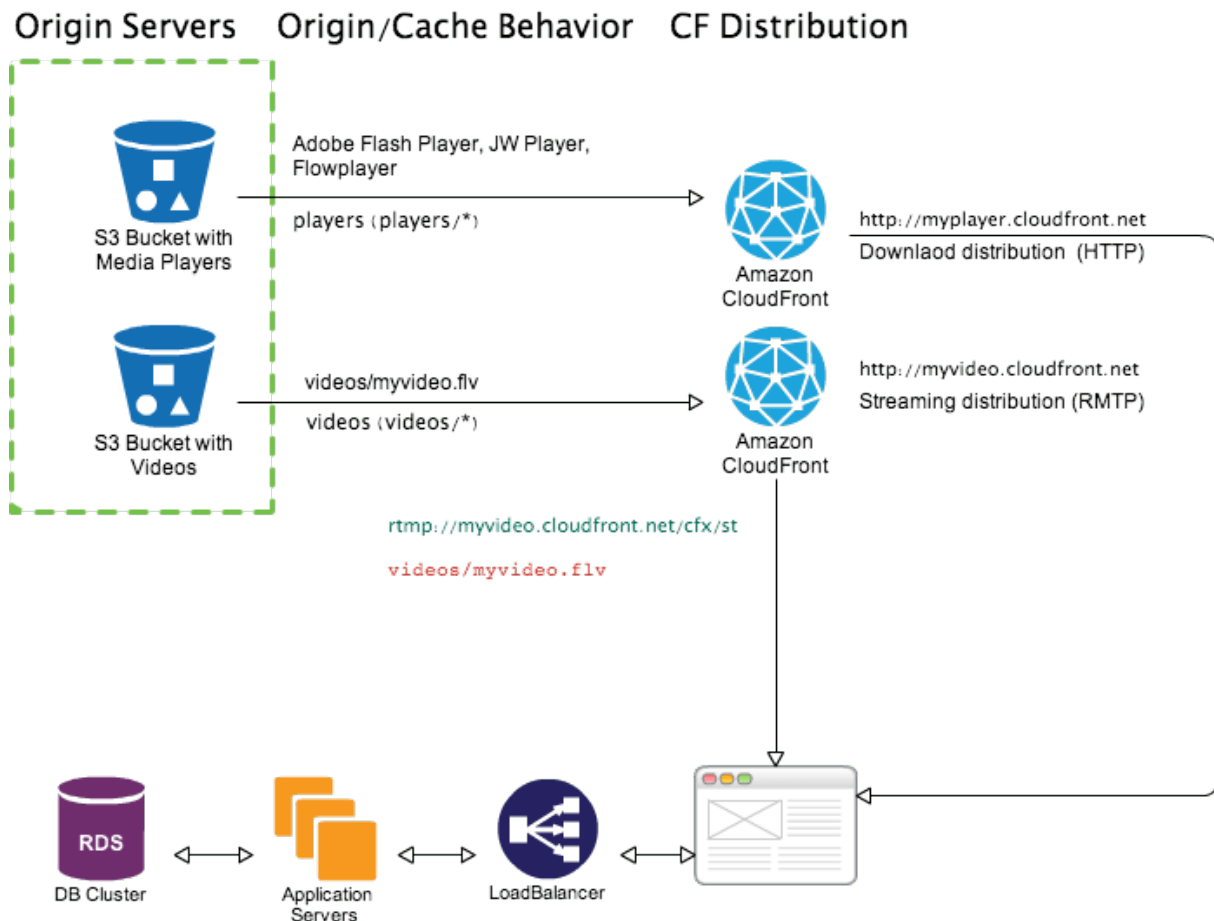 Origin Servers
Origin/Cache Behavior
CF Distribution
Adobe Flash Player, JW Player,
Flowplayer
players (players/*)
S3 Bucket with
Media Players
Amazon
CloudFront
http://myplayer.cloudfront.net
Downlaod distribution (HTTP)
videos/myvideo.flv
videos (videos/*)
S3 Bucket with
Videos
Amazon
CloudFront
http://myvideo.cloudfront.net
Streaming distribution (RMTP)
rtmp://myvideo.cloudfront.net/cfx/st
videos/myvideo.flv
RDS
DB Cluster
Application
Servers
LoadBalancer